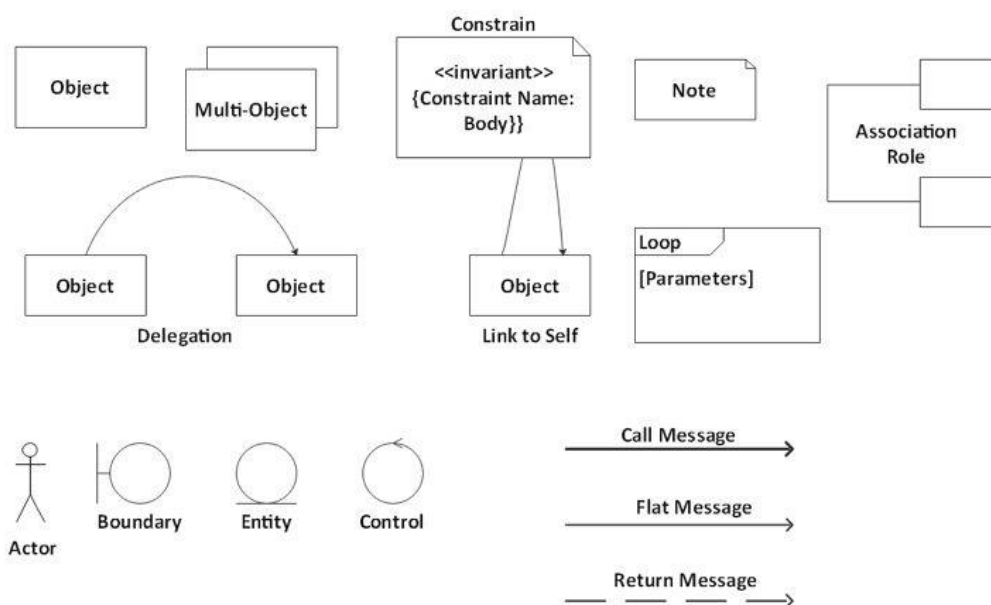 Constrain
Object
Multi-Object
<<invariant>>
{Constraint Name:
Body}}
Note
Association
Role
Object
Object
Delegation
Object
Link to Self
Loop
[Parameters]
Actor
Boundary
Entity
Control
Call Message
Flat Message
Return Message